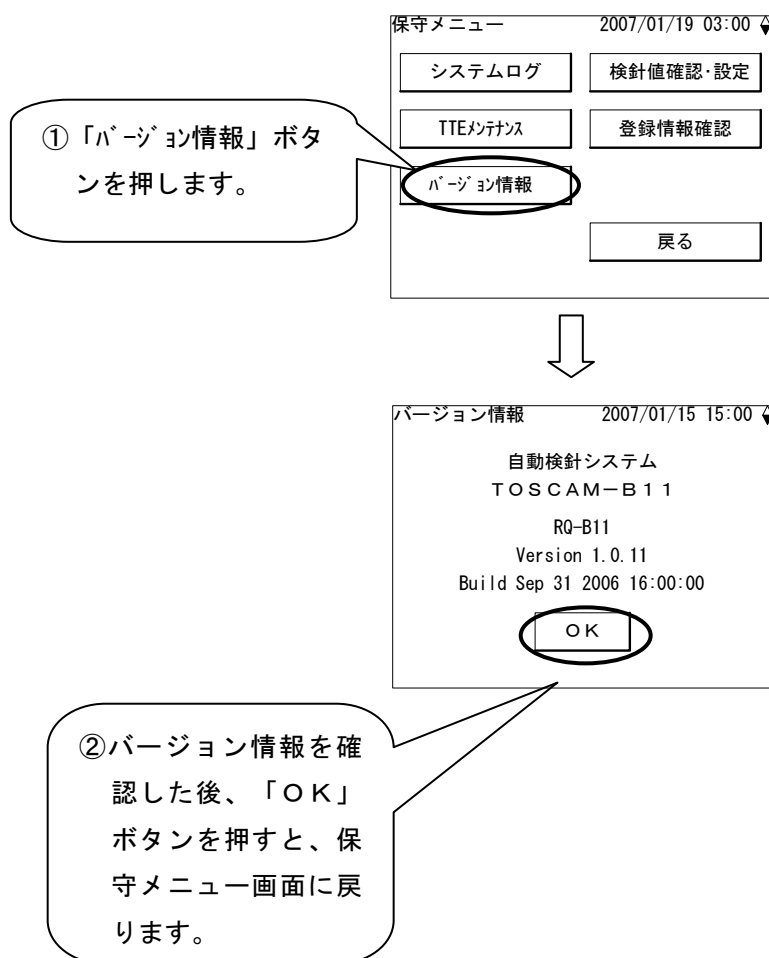 保守メニュー 2007/01/19 03:00
システムログ 検針値確認･設定
TTEﾒﾝﾃﾅﾝｽ 登録情報確認
ﾊﾞｰｼﾞｮﾝ情報
戻る
①「ﾊﾞｰｼﾞｮﾝ情報」ボタ
ンを押します。
バージョン情報 2007/01/15 15:00
自動検針システム
ＴＯＳＣＡＭ－Ｂ１１
RQ-B11
Version 1.0.11
Build Sep 31 2006 16:00:00
ＯＫ
②バージョン情報を確
認した後、「ＯＫ」
ボタンを押すと、保
守メニュー画面に戻
ります。